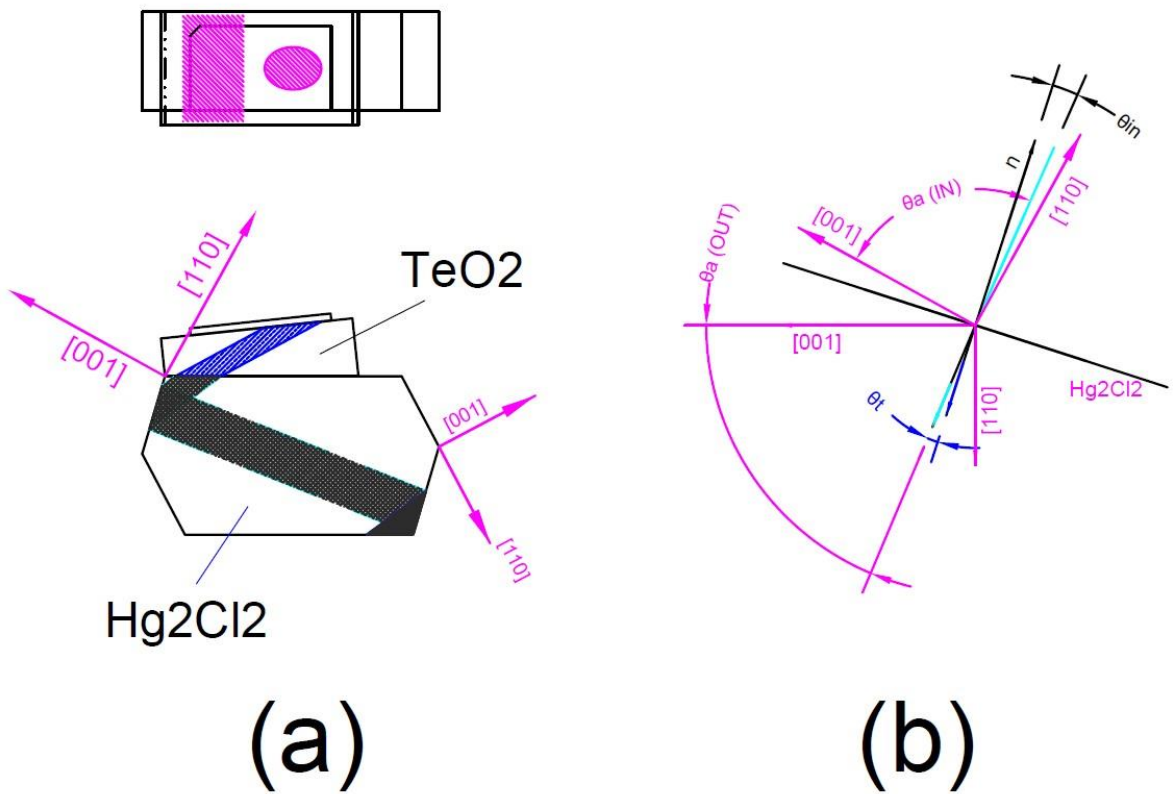 [110]
TeO2
[001]
[001]
[110]
Hg2Cl2
(a)
θin
n
[110]
θa (IN)
[001]
θa (OUT)
[001]
Hg2Cl2
[110]
θt
(b)